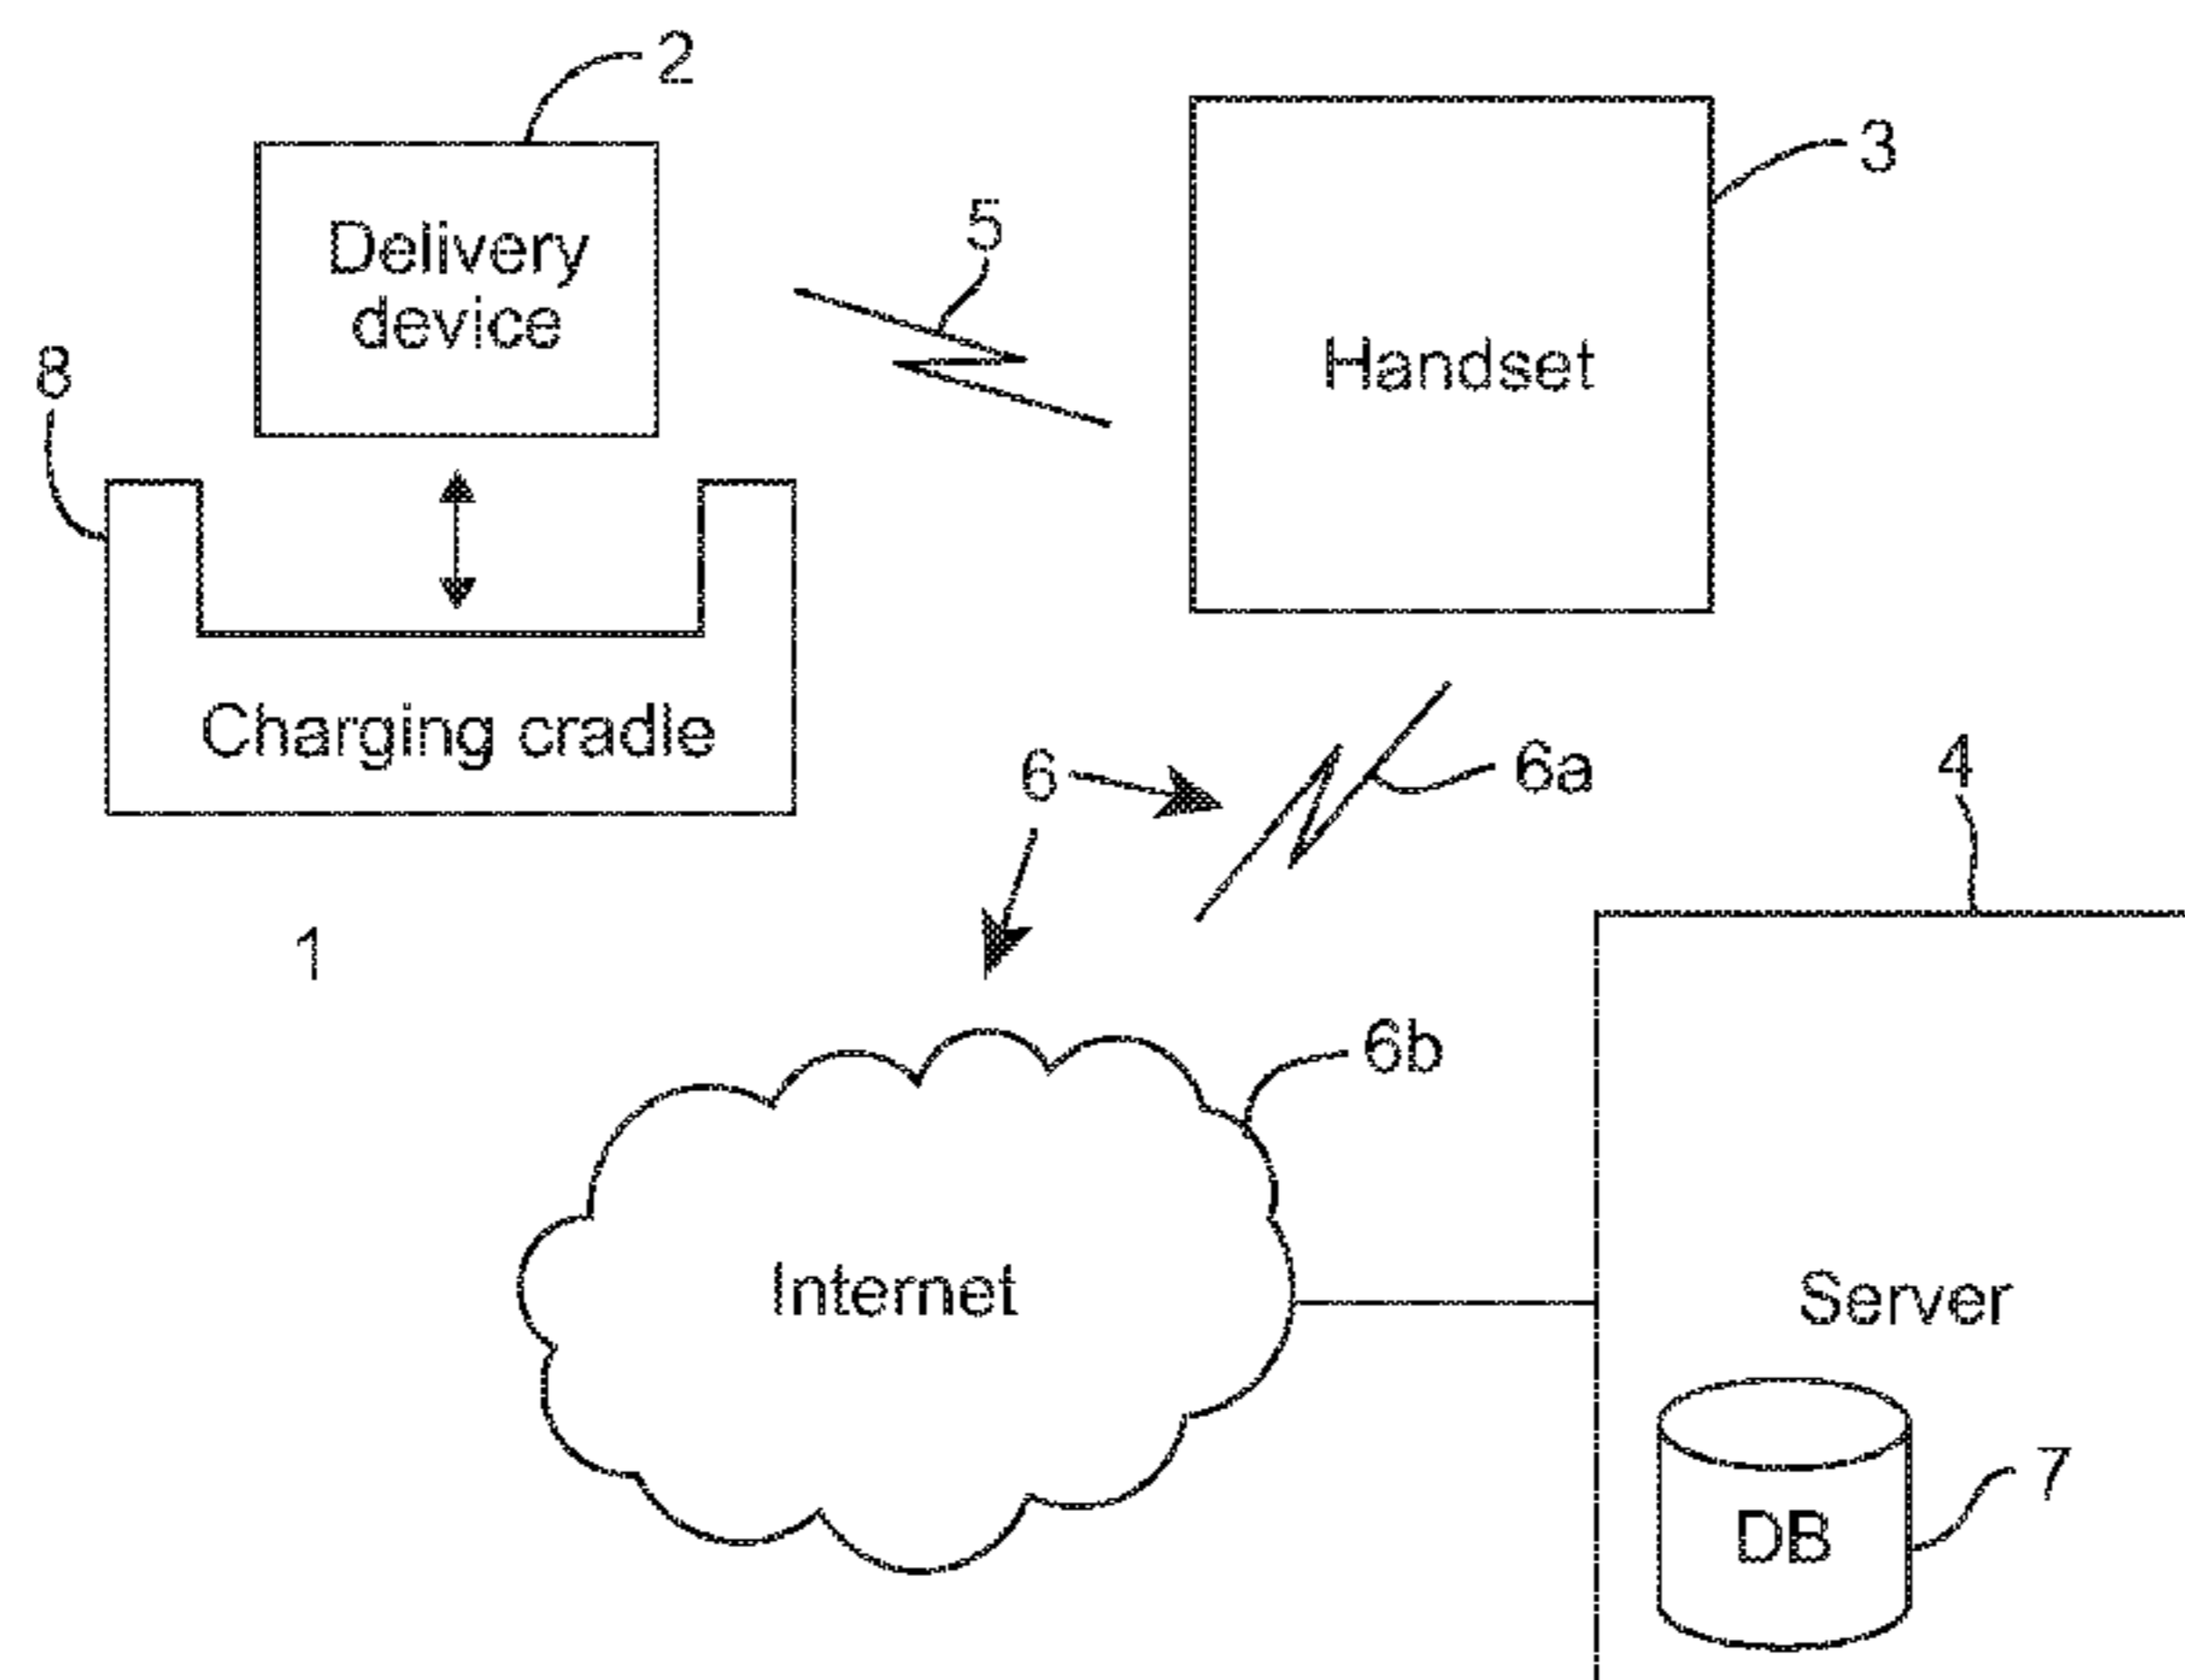 2
3
5
Delivery
device
Handset
8
Charging cradle
6
6a
4
1
6b
Internet
Server
7
DB